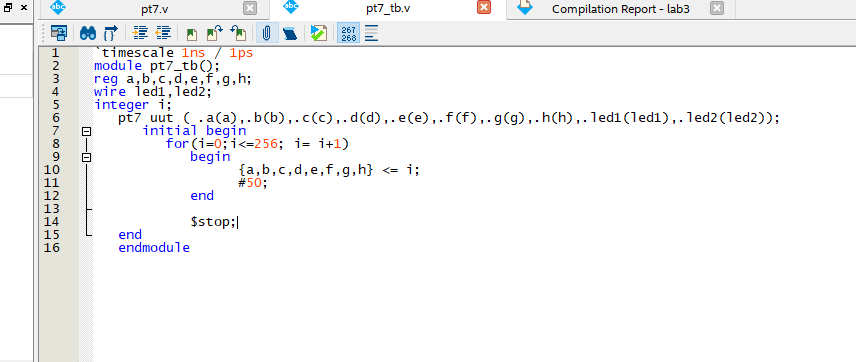 pt7.v
pt7_tb.v
Compilation Report - lab3
267
268
1 `timescale 1ns / 1ps
2 module pt7_tb();
3 reg a,b,c,d,e,f,g,h;
4 wire led1,led2;
5 integer i;
6 pt7 uut ( .a(a),.b(b),.c(c),.d(d),.e(e),.f(f),.g(g),.h(h),.led1(led1),.led2(led2));
7 initial begin
8 for(i=0;i<=256; i= i+1)
9 begin
10 {a,b,c,d,e,f,g,h} <= i;
11 #50;
12 end
13
14 $stop;
15 end
16 endmodule